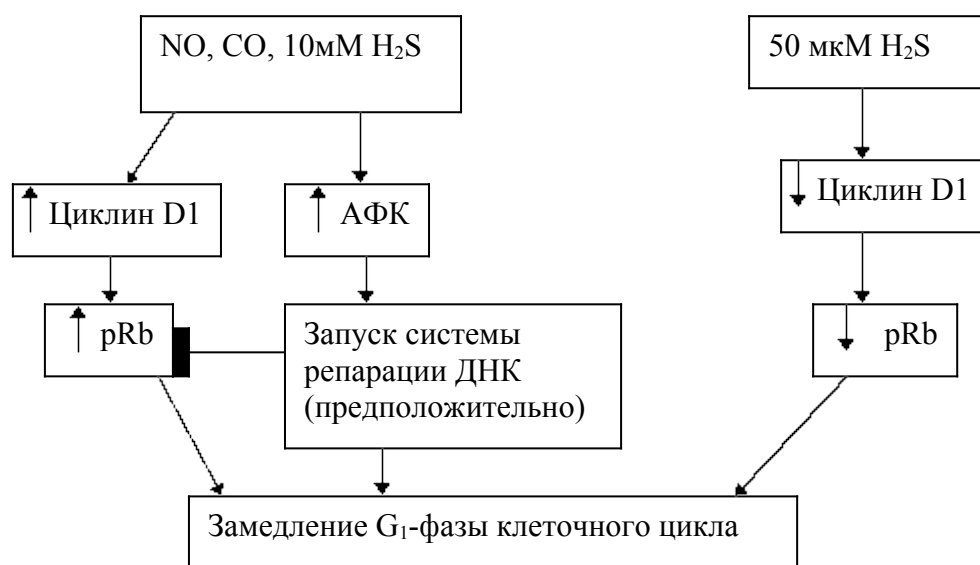 NO, CO, 10мМ H₂S
50 мкМ H₂S
Циклин D1
АФК
Циклин D1
pRb
Запуск системы
репарации ДНК
(предположительно)
pRb
Замедление G₁-фазы клеточного цикла